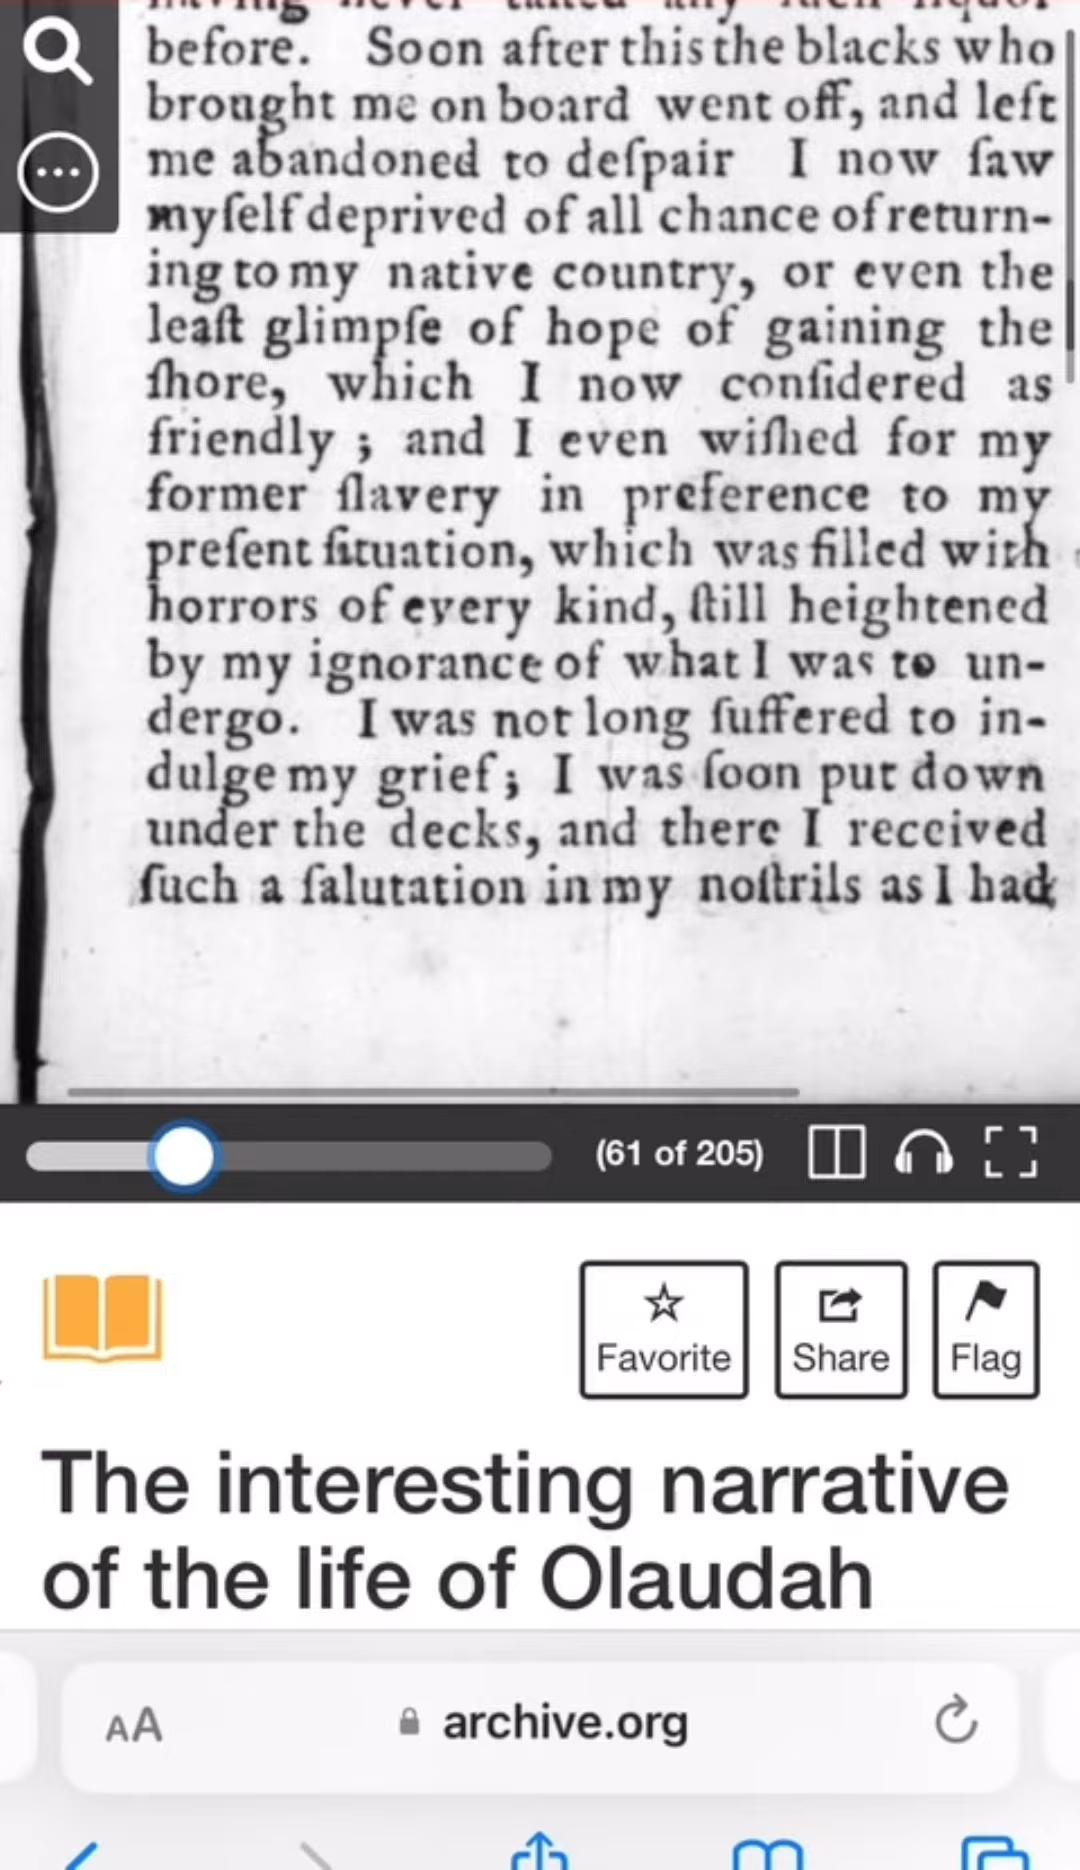 before. Soon after this the blacks who
brought me on board went off, and left
me abandoned to deſpair I now ſaw
myſelf deprived of all chance of return-
ing to my native country, or even the
leaſt glimpſe of hope of gaining the
ſhore, which I now conſidered as
friendly ; and I even wiſhed for my
former ſlavery in preference to my
preſent ſituation, which was filled with
horrors of every kind, ſtill heightened
by my ignorance of what I was to un-
dergo. I was not long ſuffered to in-
dulge my grief; I was ſoon put down
under the decks, and there I received
ſuch a ſalutation in my noſtrils as I had
(61 of 205)
Favorite Share Flag
The interesting narrative
of the life of Olaudah
AA archive.org